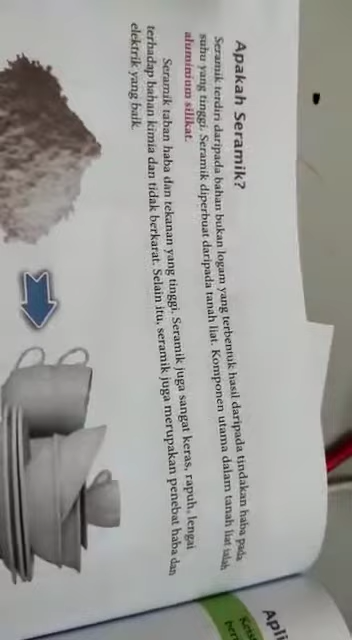 Apakah Seramik?
Seramik terdiri daripada bahan bukan logam yang terbentuk hasil daripada tindakan haba pada
suhu yang tinggi. Seramik diperbuat daripada tanah liat. Komponen utama dalam tanah liat ialah
aluminium silikat.
Seramik tahan haba dan tekanan yang tinggi. Seramik juga sangat keras, rapuh, lengai
terhadap bahan kimia dan tidak berkarat. Selain itu, seramik juga merupakan penebat haba dan
elektrik yang baik.
Apli